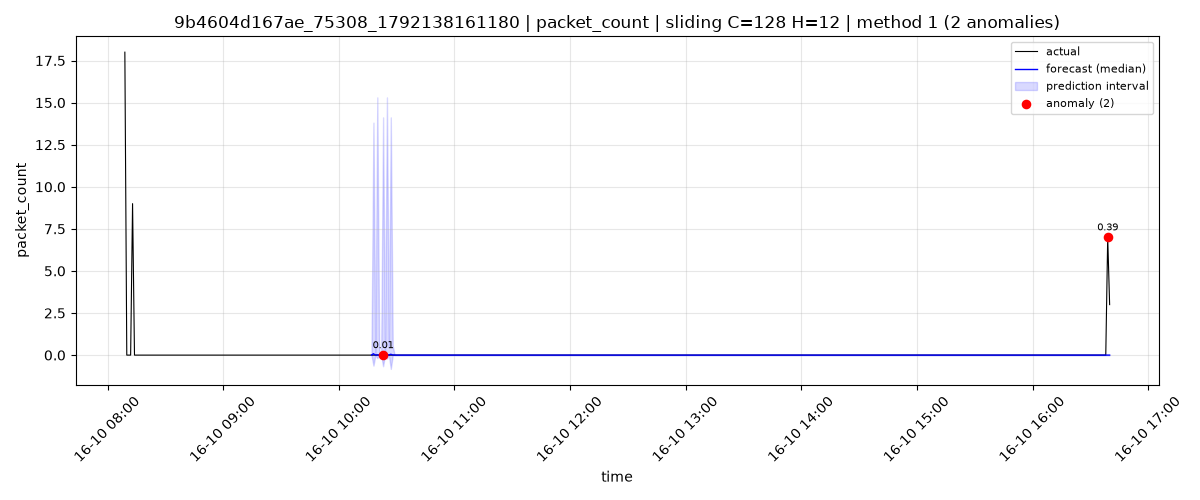 9b4604d167ae_75308_1792138161180 | packet_count | sliding C=128 H=12 | method 1 (2 anomalies)
actual
forecast (median)
prediction interval
anomaly (2)
17.5
15.0
12.5
10.0
7.5
5.0
2.5
0.0
packet_count
0.01
0.39
16-10 08:00
16-10 09:00
16-10 10:00
16-10 11:00
16-10 12:00
16-10 13:00
16-10 14:00
16-10 15:00
16-10 16:00
16-10 17:00
time